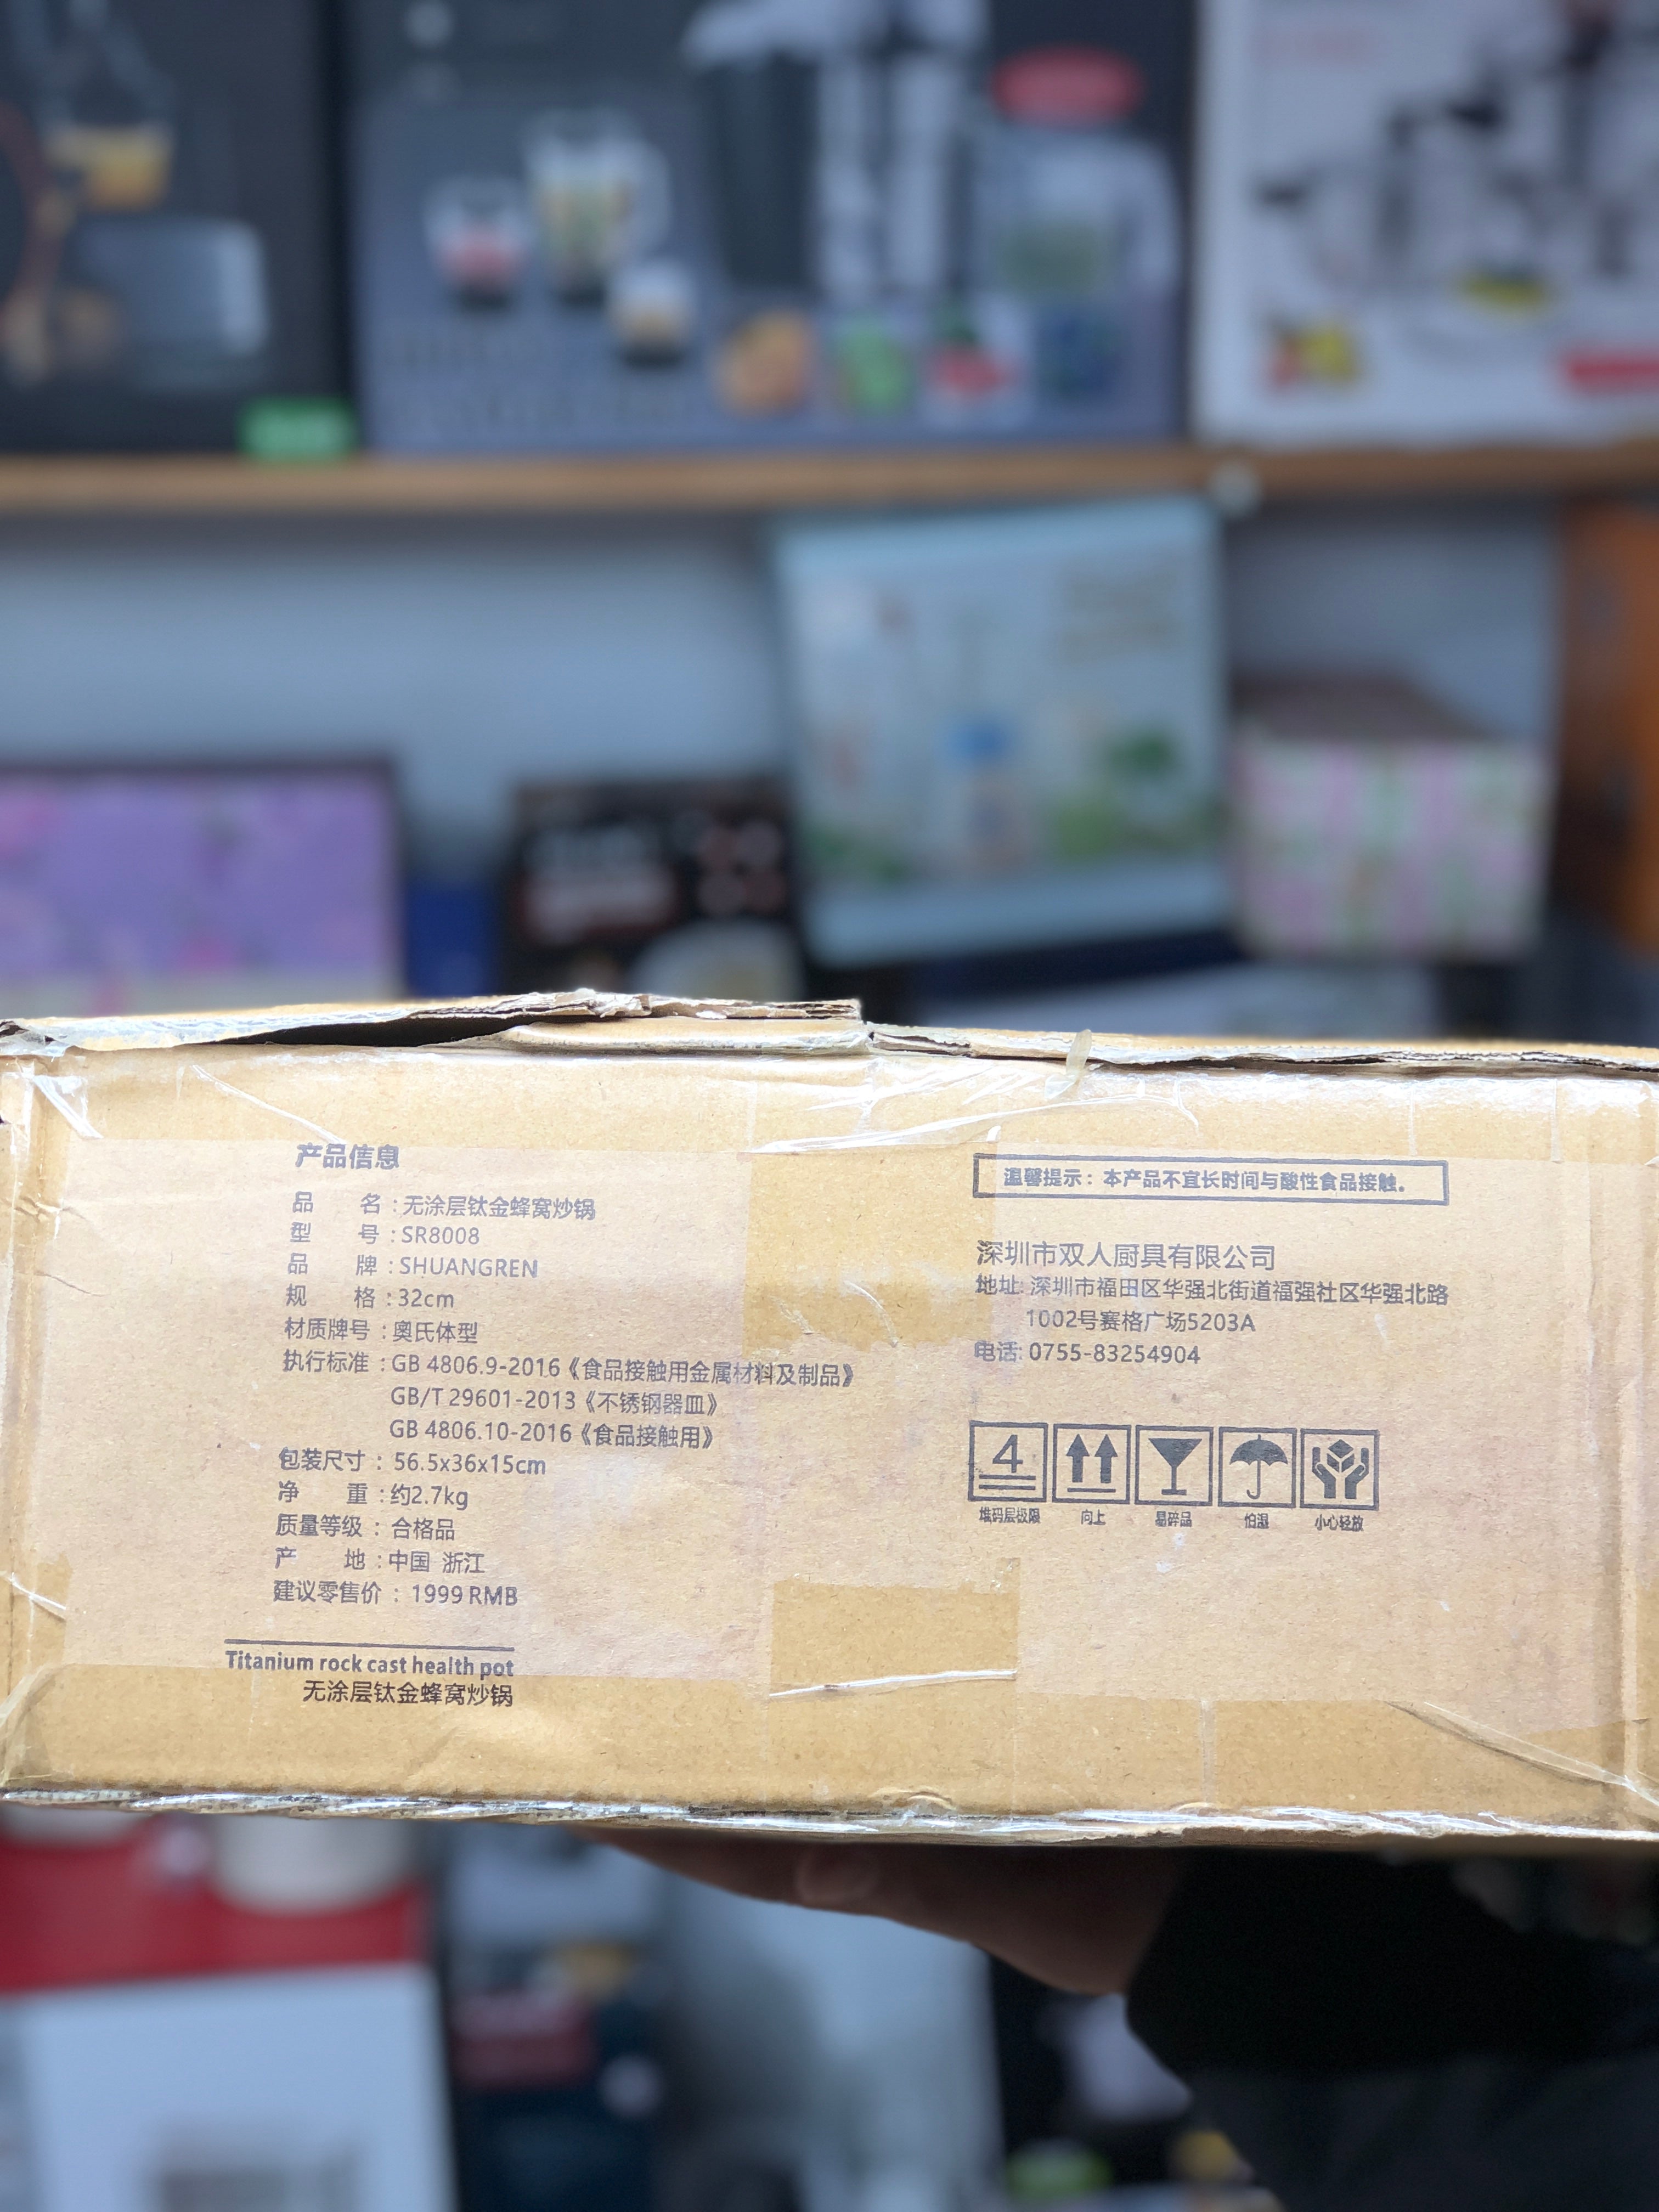 产品信息
品 名：无涂层钛金蜂窝炒锅
型 号：SR8008
品 牌：SHUANGREN
规 格：32cm
材质牌号：奥氏体型
执行标准：GB 4806.9-2016《食品接触用金属材料及制品》
GB/T 29601-2013《不锈钢器皿》
GB 4806.10-2016《食品接触用》
包装尺寸：56.5x36x15cm
净 重：约2.7kg
质量等级：合格品
产 地：中国 浙江
建议零售价：1999 RMB
Titanium rock cast health pot
无涂层钛金蜂窝炒锅
温馨提示：本产品不宜长时间与酸性食品接触。
深圳市双人厨具有限公司
地址：深圳市福田区华强北街道福强社区华强北路
1002号赛格广场5203A
电话：0755-83254904
4
堆码层极限 向上 易碎品 怕湿 小心轻放